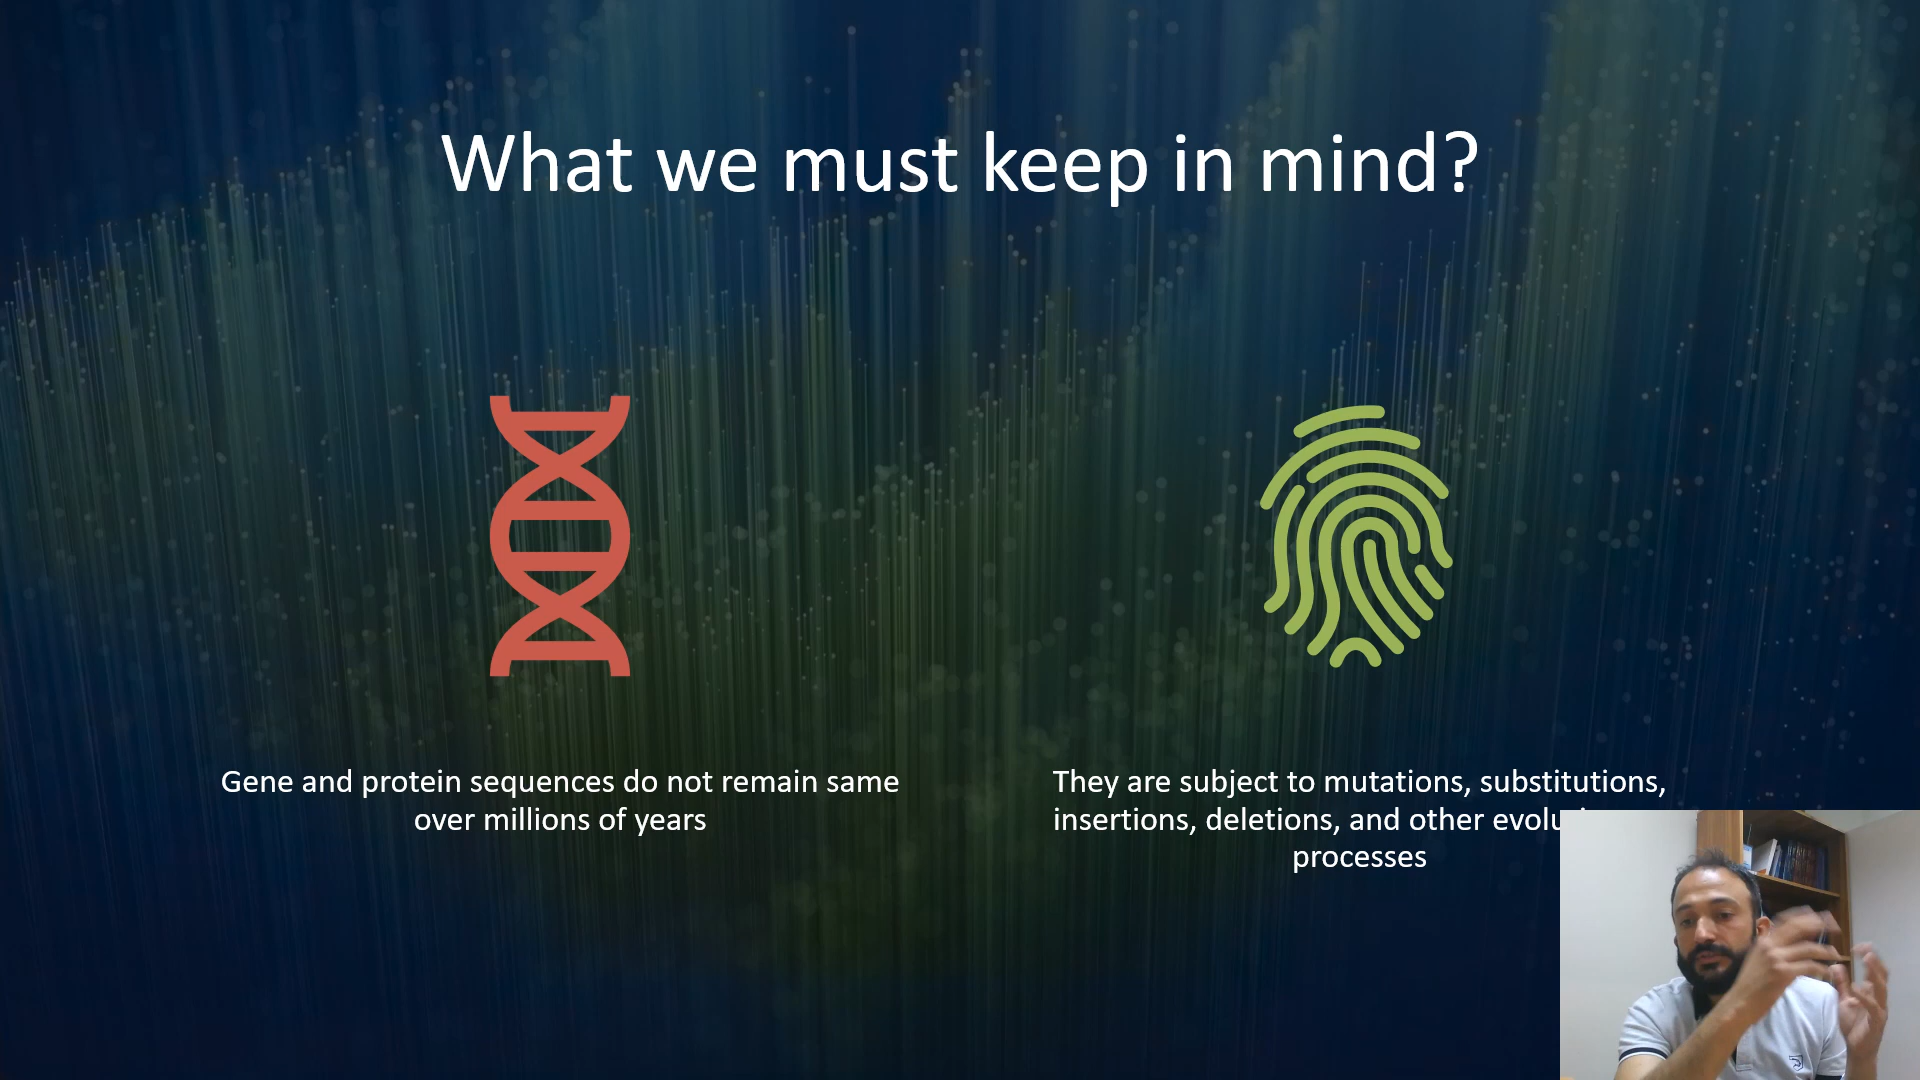 What we must keep in mind?
Gene and protein sequences do not remain same
over millions of years
They are subject to mutations, substitutions,
insertions, deletions, and other
processes